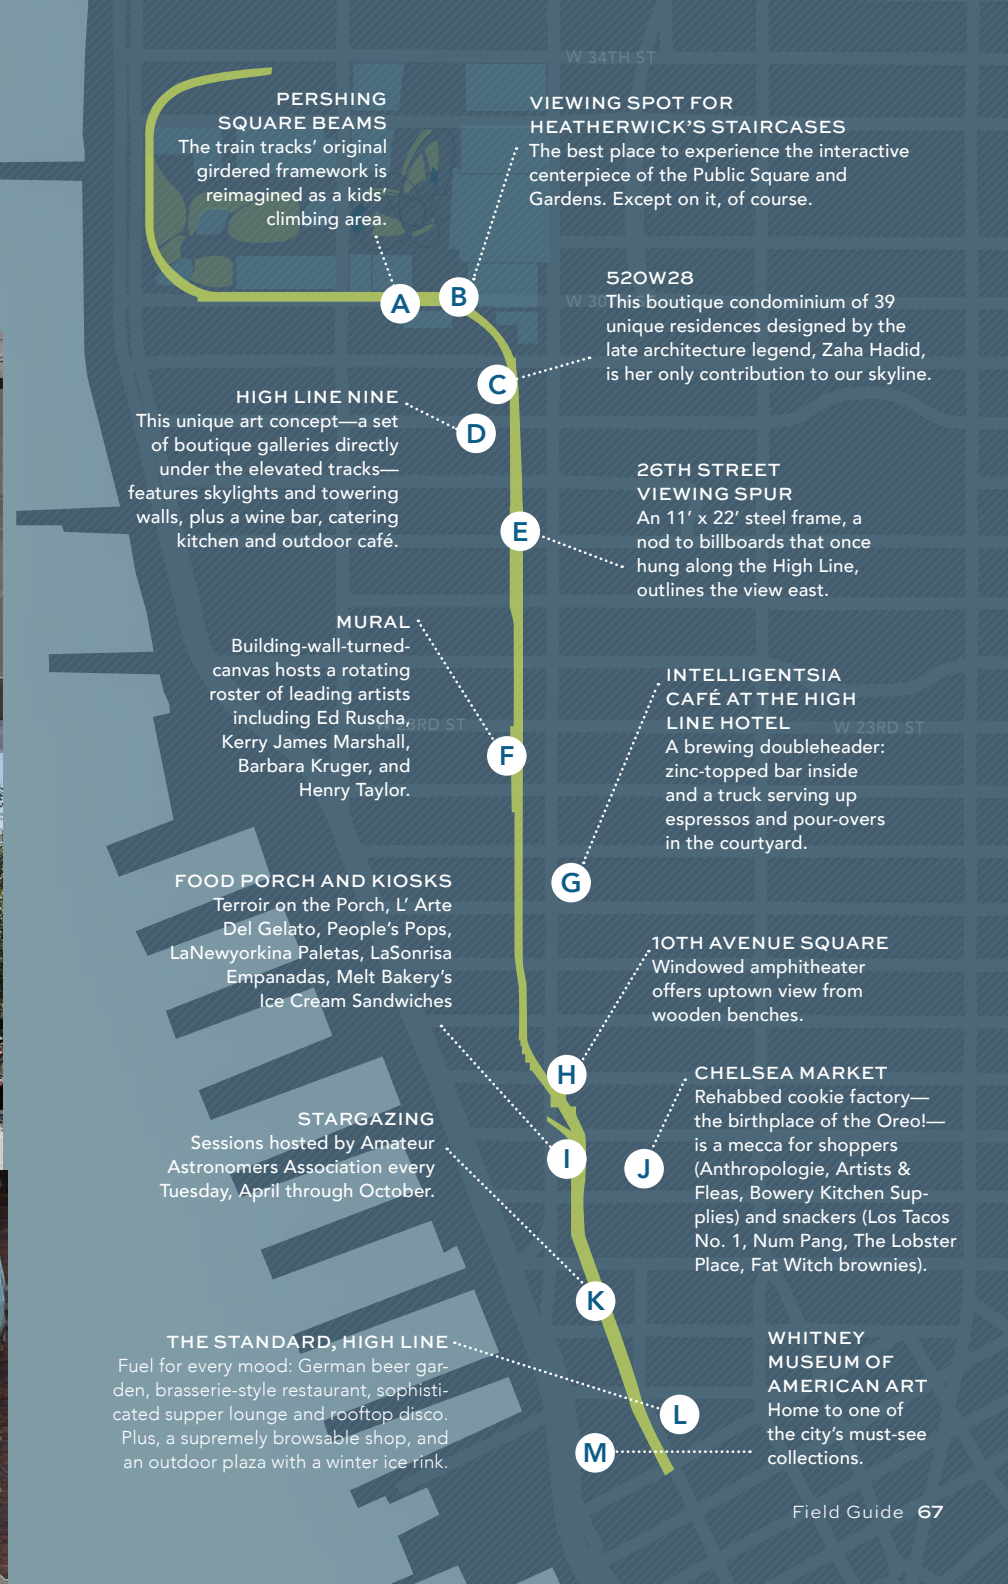 W 34TH ST
PERSHING
SQUARE BEAMS
The train tracks’ original
girdered framework is
reimagined as a kids’
climbing area.
VIEWING SPOT FOR
HEATHERWICK’S STAIRCASES
The best place to experience the interactive
centerpiece of the Public Square and
Gardens. Except on it, of course.
A
B
520W28
This boutique condominium of 39
unique residences designed by the
late architecture legend, Zaha Hadid,
is her only contribution to our skyline.
C
HIGH LINE NINE
This unique art concept—a set
of boutique galleries directly
under the elevated tracks—
features skylights and towering
walls, plus a wine bar, catering
kitchen and outdoor café.
D
26TH STREET
VIEWING SPUR
An 11’ x 22’ steel frame, a
nod to billboards that once
hung along the High Line,
outlines the view east.
E
MURAL
Building-wall-turned-
canvas hosts a rotating
roster of leading artists
including Ed Ruscha,
Kerry James Marshall,
Barbara Kruger, and
Henry Taylor.
F
W 23RD ST
INTELLIGENTSIA
CAFÉ AT THE HIGH
LINE HOTEL
A brewing doubleheader:
zinc-topped bar inside
and a truck serving up
espressos and pour-overs
in the courtyard.
G
FOOD PORCH AND KIOSKS
Terroir on the Porch, L’ Arte
Del Gelato, People’s Pops,
LaNewyorkina Paletas, LaSonrisa
Empanadas, Melt Bakery’s
Ice Cream Sandwiches
10TH AVENUE SQUARE
Windowed amphitheater
offers uptown view from
wooden benches.
H
I
J
CHELSEA MARKET
Rehabbed cookie factory—
the birthplace of the Oreo!—
is a mecca for shoppers
(Anthropologie, Artists &
Fleas, Bowery Kitchen Sup-
plies) and snackers (Los Tacos
No. 1, Num Pang, The Lobster
Place, Fat Witch brownies).
STARGAZING
Sessions hosted by Amateur
Astronomers Association every
Tuesday, April through October.
K
THE STANDARD, HIGH LINE
Fuel for every mood: German beer gar-
den, brasserie-style restaurant, sophisti-
cated supper lounge and rooftop disco.
Plus, a supremely browsable shop, and
an outdoor plaza with a winter ice rink.
L
M
WHITNEY
MUSEUM OF
AMERICAN ART
Home to one of
the city’s must-see
collections.
Field Guide 67